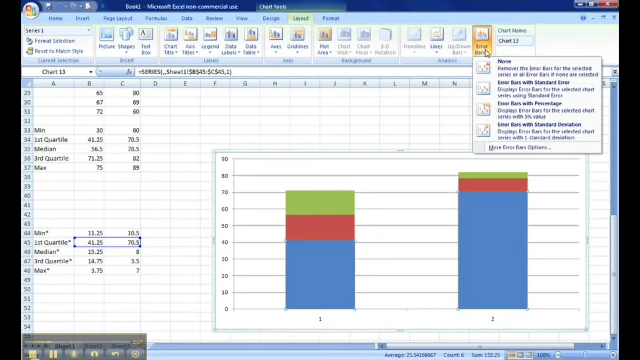 Book1 - Microsoft Excel non-commercial use
Chart Tools
Home
Insert
Page Layout
Formulas
Data
Review
View
Design
Layout
Format
Series 1
Format Selection
Reset to Match Style
Current Selection
Picture
Shapes
Text Box
Insert
Chart Title
Axis Titles
Legend
Data Labels
Data Table
Labels
Axes
Gridlines
Axes
Plot Area
Chart Wall
Chart Floor
3-D Rotation
Background
Trendline
Lines
Up/Down Bars
Error Bars
Analysis
Chart Name:
Chart 13
None
Removes the Error Bars for the selected series or all Error Bars if none are selected
Error Bars with Standard Error
Displays Error Bars for the selected chart series using Standard Error
Error Bars with Percentage
Displays Error Bars for the selected chart series with 5% value
Error Bars with Standard Deviation
Displays Error Bars for the selected chart series with 1 standard deviation
More Error Bars Options...
Chart 13
=SERIES(,,Sheet1!$B$45:$C$45,1)
A B C D E F G H I J K
29 65 80
30 67 69
31 72 60
32
33 Min 30 60
34 1st Quartile 41.25 70.5
35 Median 56.5 78.5
36 3rd Quartile 71.25 82
37 Max 75 89
38
39
40
41
42
43
44 Min* 11.25 10.5
45 1st Quartile* 41.25 70.5
46 Median* 15.25 8
47 3rd Quartile* 14.75 3.5
48 Max* 3.75 7
49
50
51
52
53
90
80
70
60
50
40
30
20
10
0
1 2
Sheet1 Sheet2 Sheet3
Average: 25.54166667 Count: 6 Sum: 153.25
100%